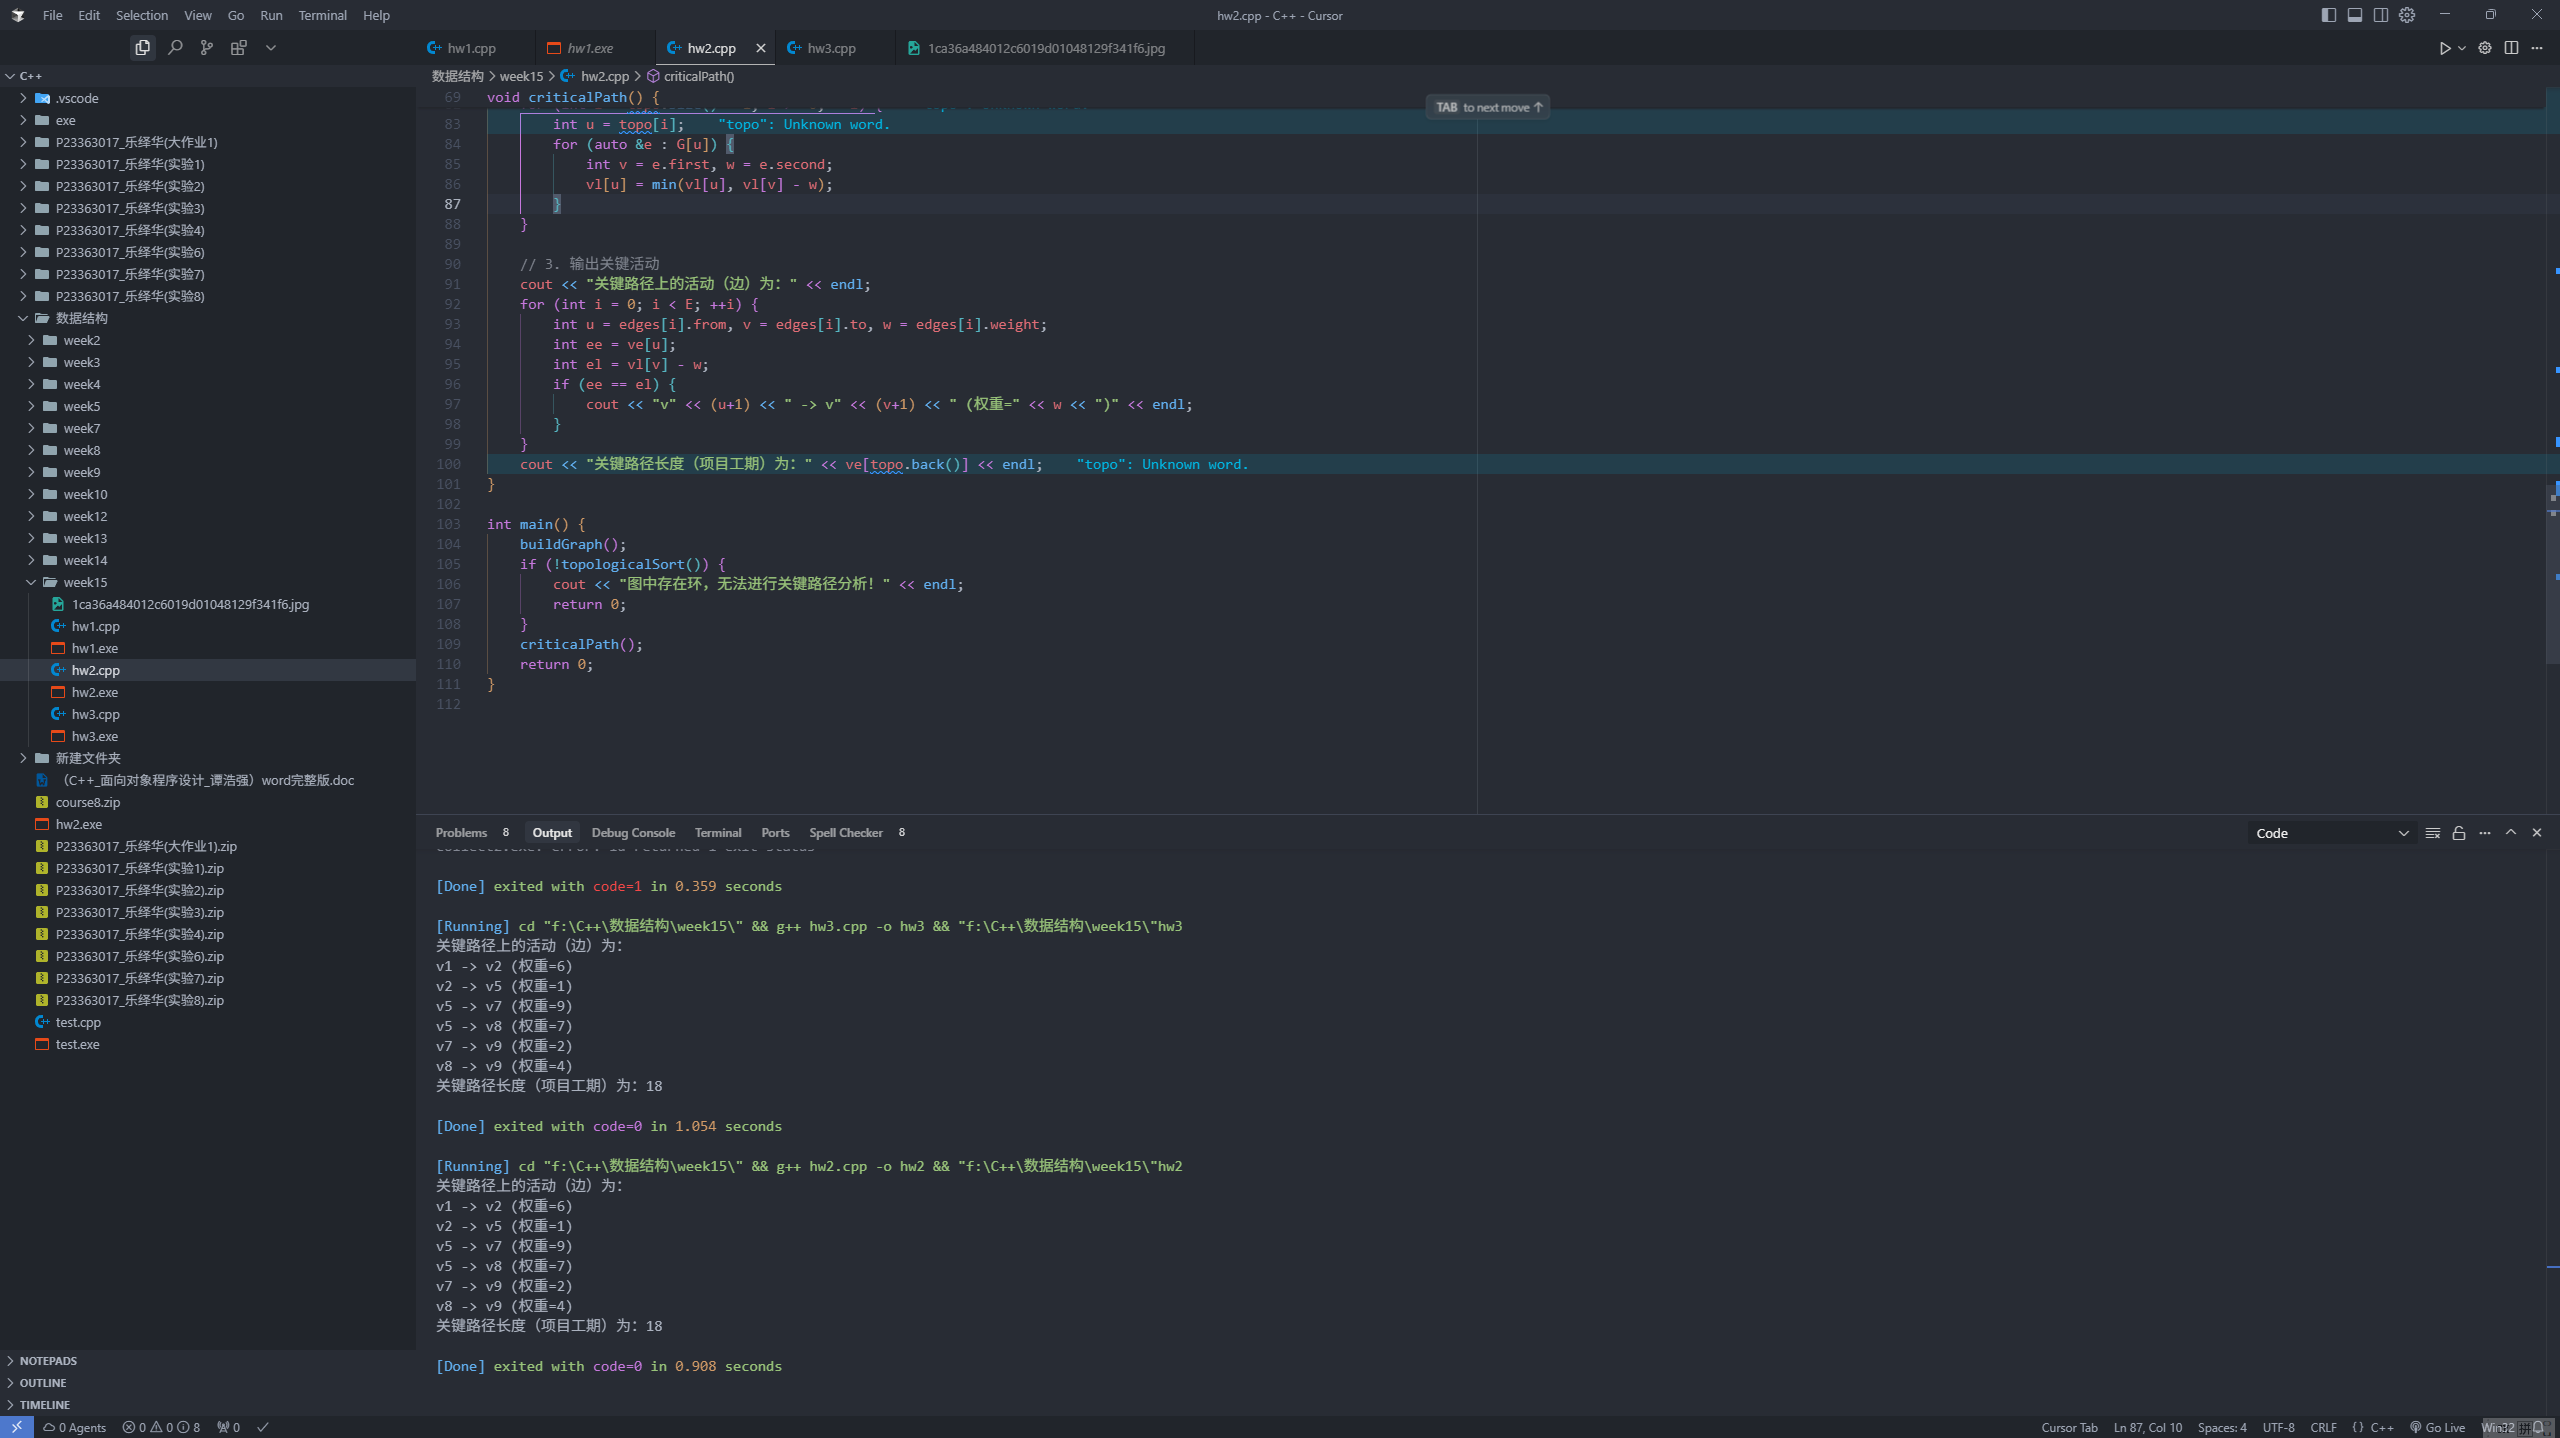 File Edit Selection View Go Run Terminal Help
hw2.cpp - C++ - Cursor
hw1.cpp hw1.exe hw2.cpp hw3.cpp 1ca36a484012c6019d01048129f341f6.jpg
C++
.vscode
exe
P23363017_乐绎华(大作业1)
P23363017_乐绎华(实验1)
P23363017_乐绎华(实验2)
P23363017_乐绎华(实验3)
P23363017_乐绎华(实验4)
P23363017_乐绎华(实验6)
P23363017_乐绎华(实验7)
P23363017_乐绎华(实验8)
数据结构
week2
week3
week4
week5
week7
week8
week9
week10
week12
week13
week14
week15
1ca36a484012c6019d01048129f341f6.jpg
hw1.cpp
hw1.exe
hw2.cpp
hw2.exe
hw3.cpp
hw3.exe
新建文件夹
（C++_面向对象程序设计_谭浩强）word完整版.doc
course8.zip
hw2.exe
P23363017_乐绎华(大作业1).zip
P23363017_乐绎华(实验1).zip
P23363017_乐绎华(实验2).zip
P23363017_乐绎华(实验3).zip
P23363017_乐绎华(实验4).zip
P23363017_乐绎华(实验6).zip
P23363017_乐绎华(实验7).zip
P23363017_乐绎华(实验8).zip
test.cpp
test.exe
NOTEPADS
OUTLINE
TIMELINE
数据结构 > week15 > hw2.cpp > criticalPath()
69 void criticalPath() {
TAB to next move ↑
83 int u = topo[i]; "topo": Unknown word.
84 for (auto &e : G[u]) {
85 int v = e.first, w = e.second;
86 vl[u] = min(vl[u], vl[v] - w);
87 }
88 }
89
90 // 3. 输出关键活动
91 cout << "关键路径上的活动（边）为：" << endl;
92 for (int i = 0; i < E; ++i) {
93 int u = edges[i].from, v = edges[i].to, w = edges[i].weight;
94 int ee = ve[u];
95 int el = vl[v] - w;
96 if (ee == el) {
97 cout << "v" << (u+1) << " -> v" << (v+1) << " (权重=" << w << ")" << endl;
98 }
99 }
100 cout << "关键路径长度（项目工期）为：" << ve[topo.back()] << endl; "topo": Unknown word.
101 }
102
103 int main() {
104 buildGraph();
105 if (!topologicalSort()) {
106 cout << "图中存在环，无法进行关键路径分析！" << endl;
107 return 0;
108 }
109 criticalPath();
110 return 0;
111 }
112
Problems 8 Output Debug Console Terminal Ports Spell Checker 8
Code
[Done] exited with code=1 in 0.359 seconds
[Running] cd "f:\C++\数据结构\week15\" && g++ hw3.cpp -o hw3 && "f:\C++\数据结构\week15\"hw3
关键路径上的活动（边）为：
v1 -> v2 (权重=6)
v2 -> v5 (权重=1)
v5 -> v7 (权重=9)
v5 -> v8 (权重=7)
v7 -> v9 (权重=2)
v8 -> v9 (权重=4)
关键路径长度（项目工期）为：18
[Done] exited with code=0 in 1.054 seconds
[Running] cd "f:\C++\数据结构\week15\" && g++ hw2.cpp -o hw2 && "f:\C++\数据结构\week15\"hw2
关键路径上的活动（边）为：
v1 -> v2 (权重=6)
v2 -> v5 (权重=1)
v5 -> v7 (权重=9)
v5 -> v8 (权重=7)
v7 -> v9 (权重=2)
v8 -> v9 (权重=4)
关键路径长度（项目工期）为：18
[Done] exited with code=0 in 0.908 seconds
0 Agents 0 0 8 0
Cursor Tab Ln 87, Col 10 Spaces: 4 UTF-8 CRLF {} C++ Go Live Win32